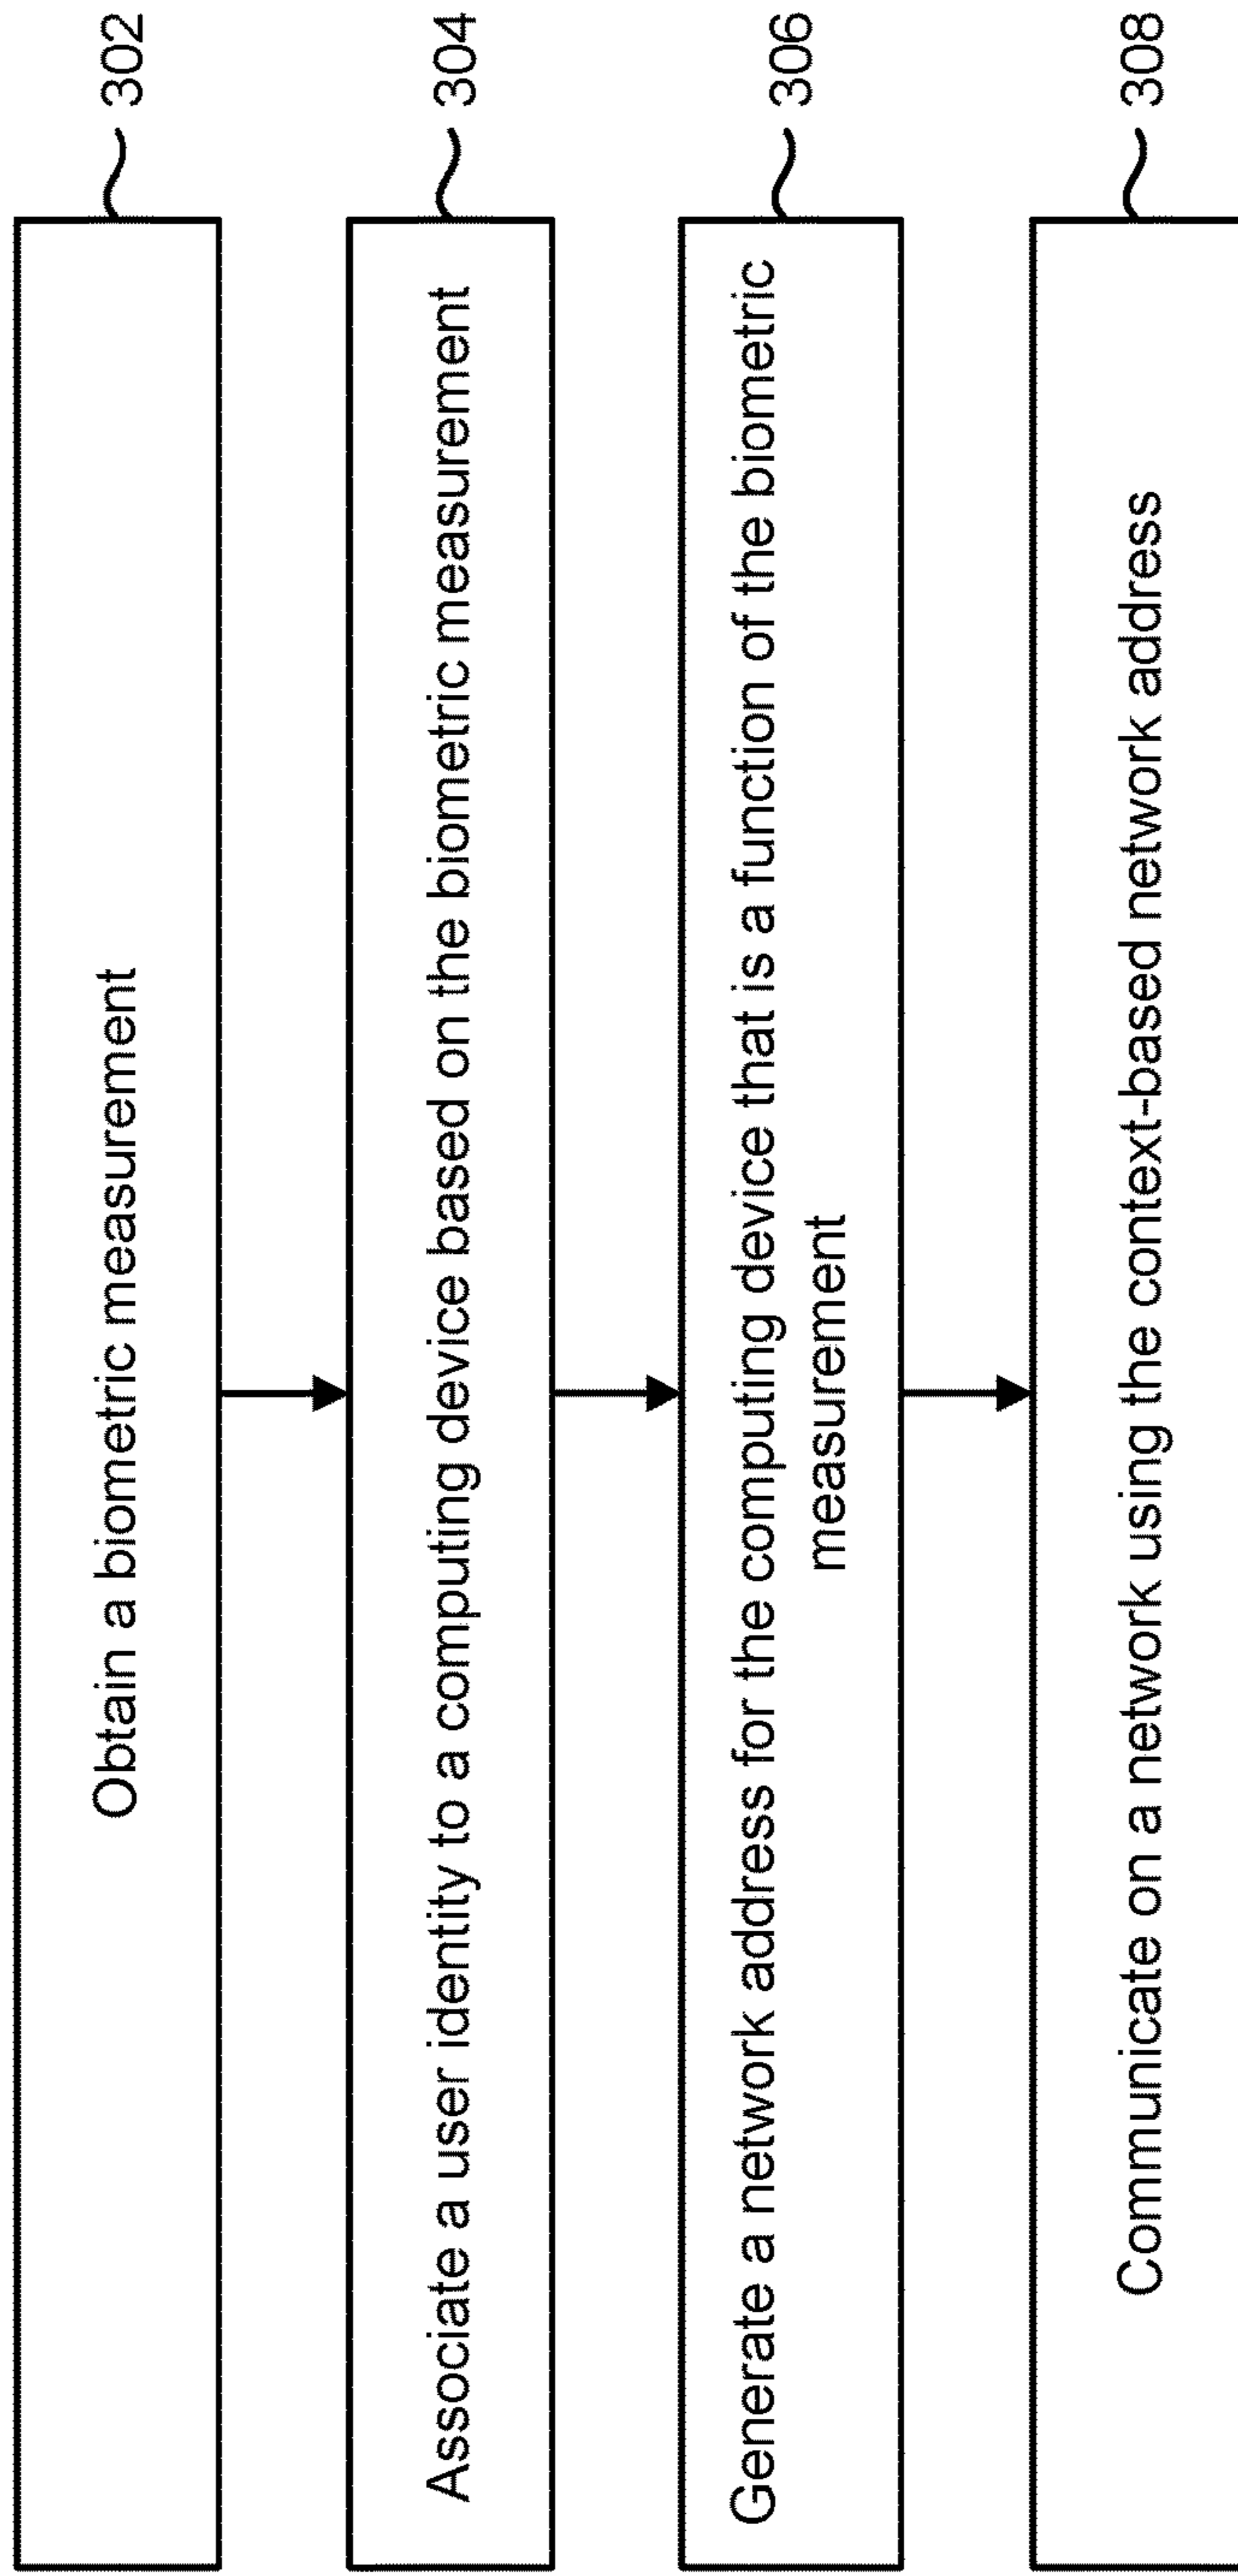 Obtain a biometric measurement
302
Associate a user identity to a computing device based on the biometric measurement
304
Generate a network address for the computing device that is a function of the biometric
measurement
306
Communicate on a network using the context-based network address
308